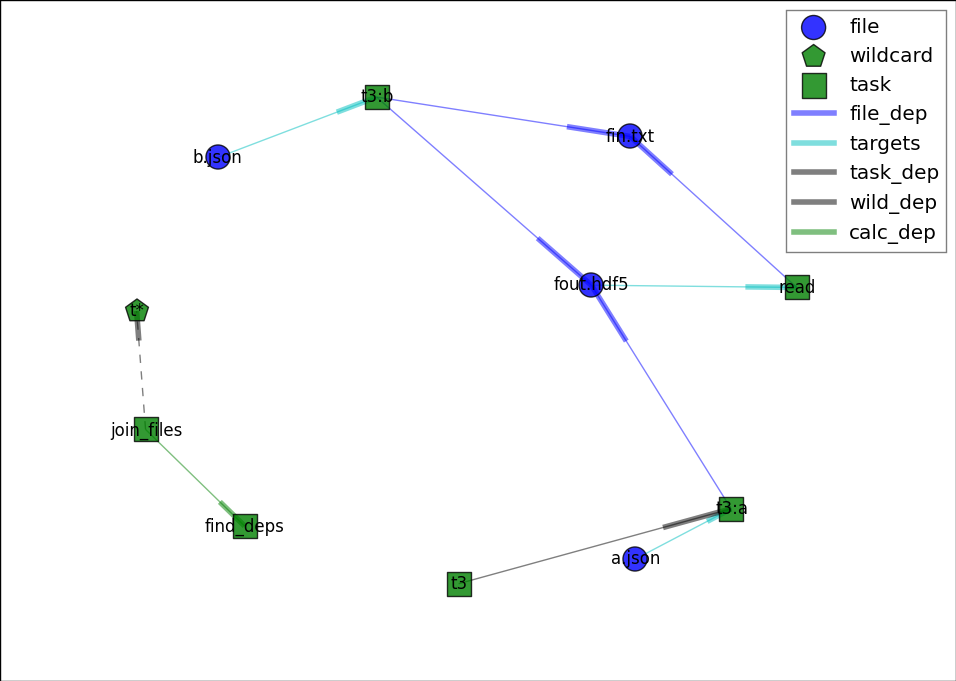 file
wildcard
task
file_dep
targets
task_dep
wild_dep
calc_dep
t3:b
fin.txt
b.json
fout.hdf5
read
t*
join_files
find_deps
t3:a
a.json
t3